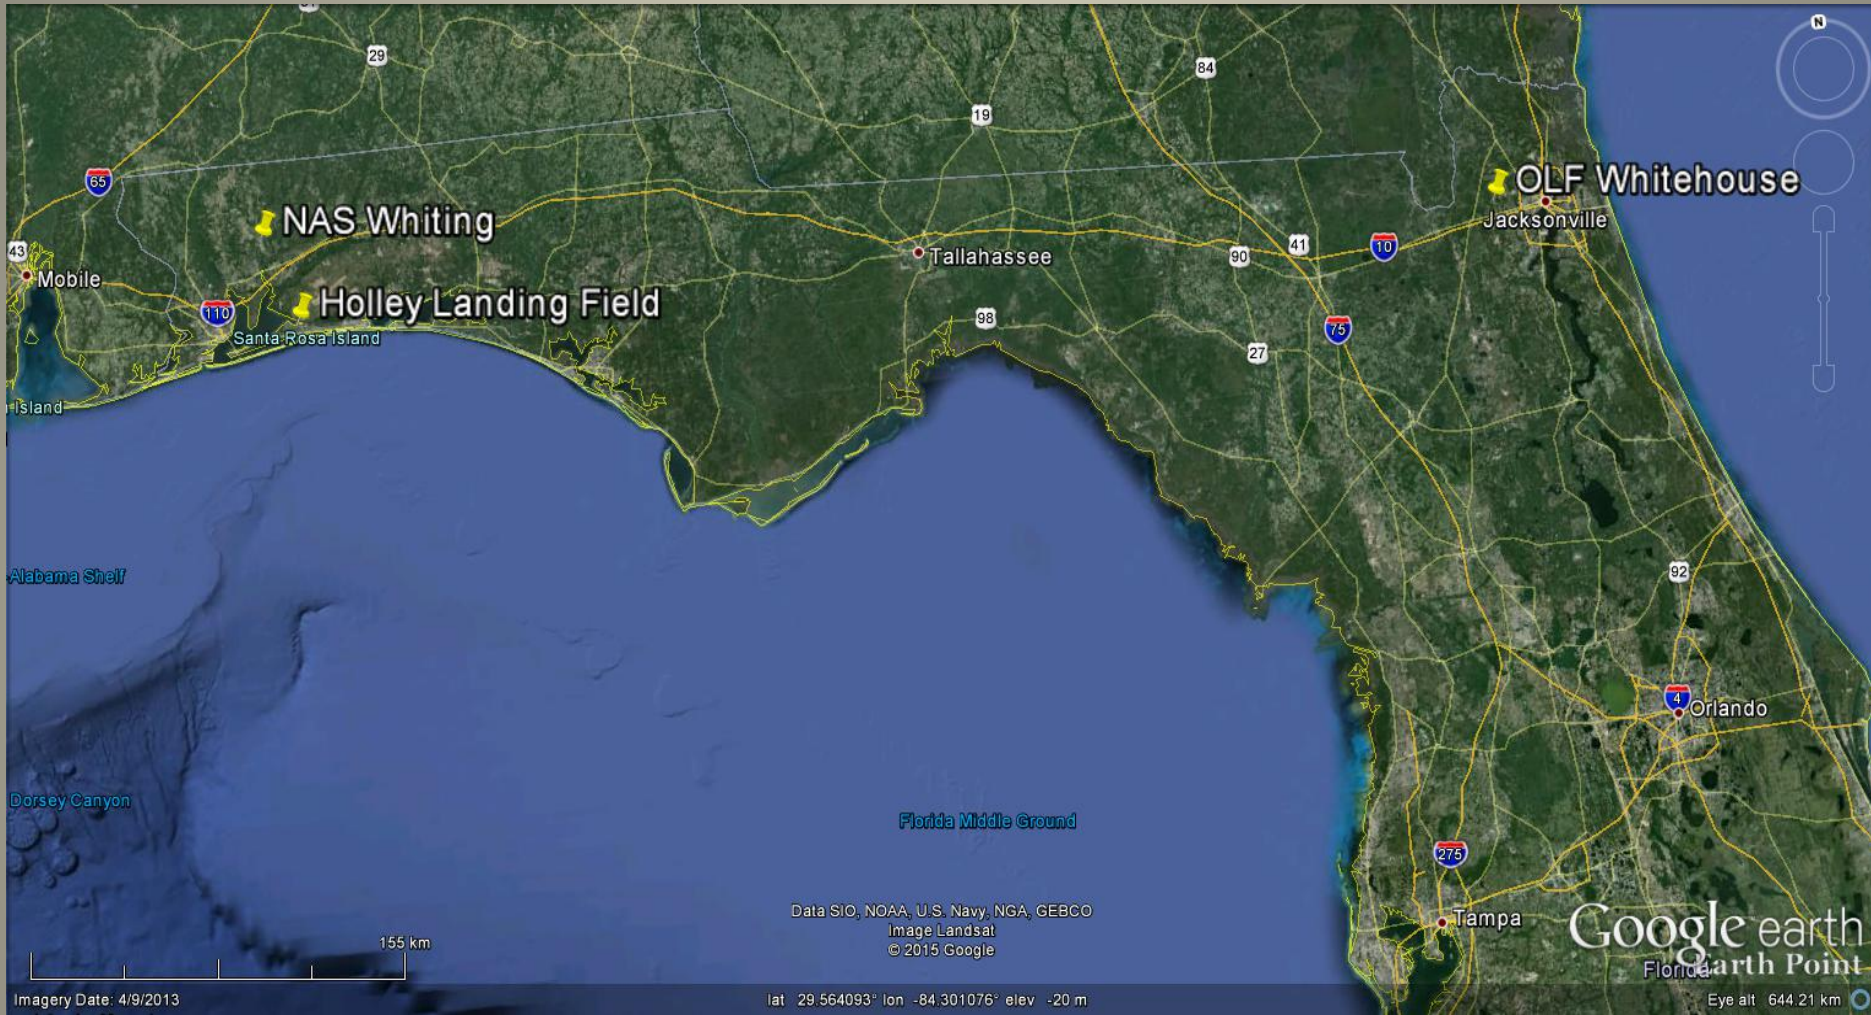 N
29
84
19
65
OLF Whitehouse
NAS Whiting
Jacksonville
43
41
10
Tallahassee
90
Mobile
Holley Landing Field
110
98
75
Santa Rosa Island
27
Island
92
-Alabama Shelf
4
Orlando
Dorsey Canyon
Florida Middle Ground
275
Data SIO, NOAA, U.S. Navy, NGA, GEBCO
Tampa
Image Landsat
Google earth
155 km
© 2015 Google
Florida
Earth Point
Imagery Date: 4/9/2013
lat 29.564093° lon -84.301076° elev -20 m
Eye alt 644.21 km